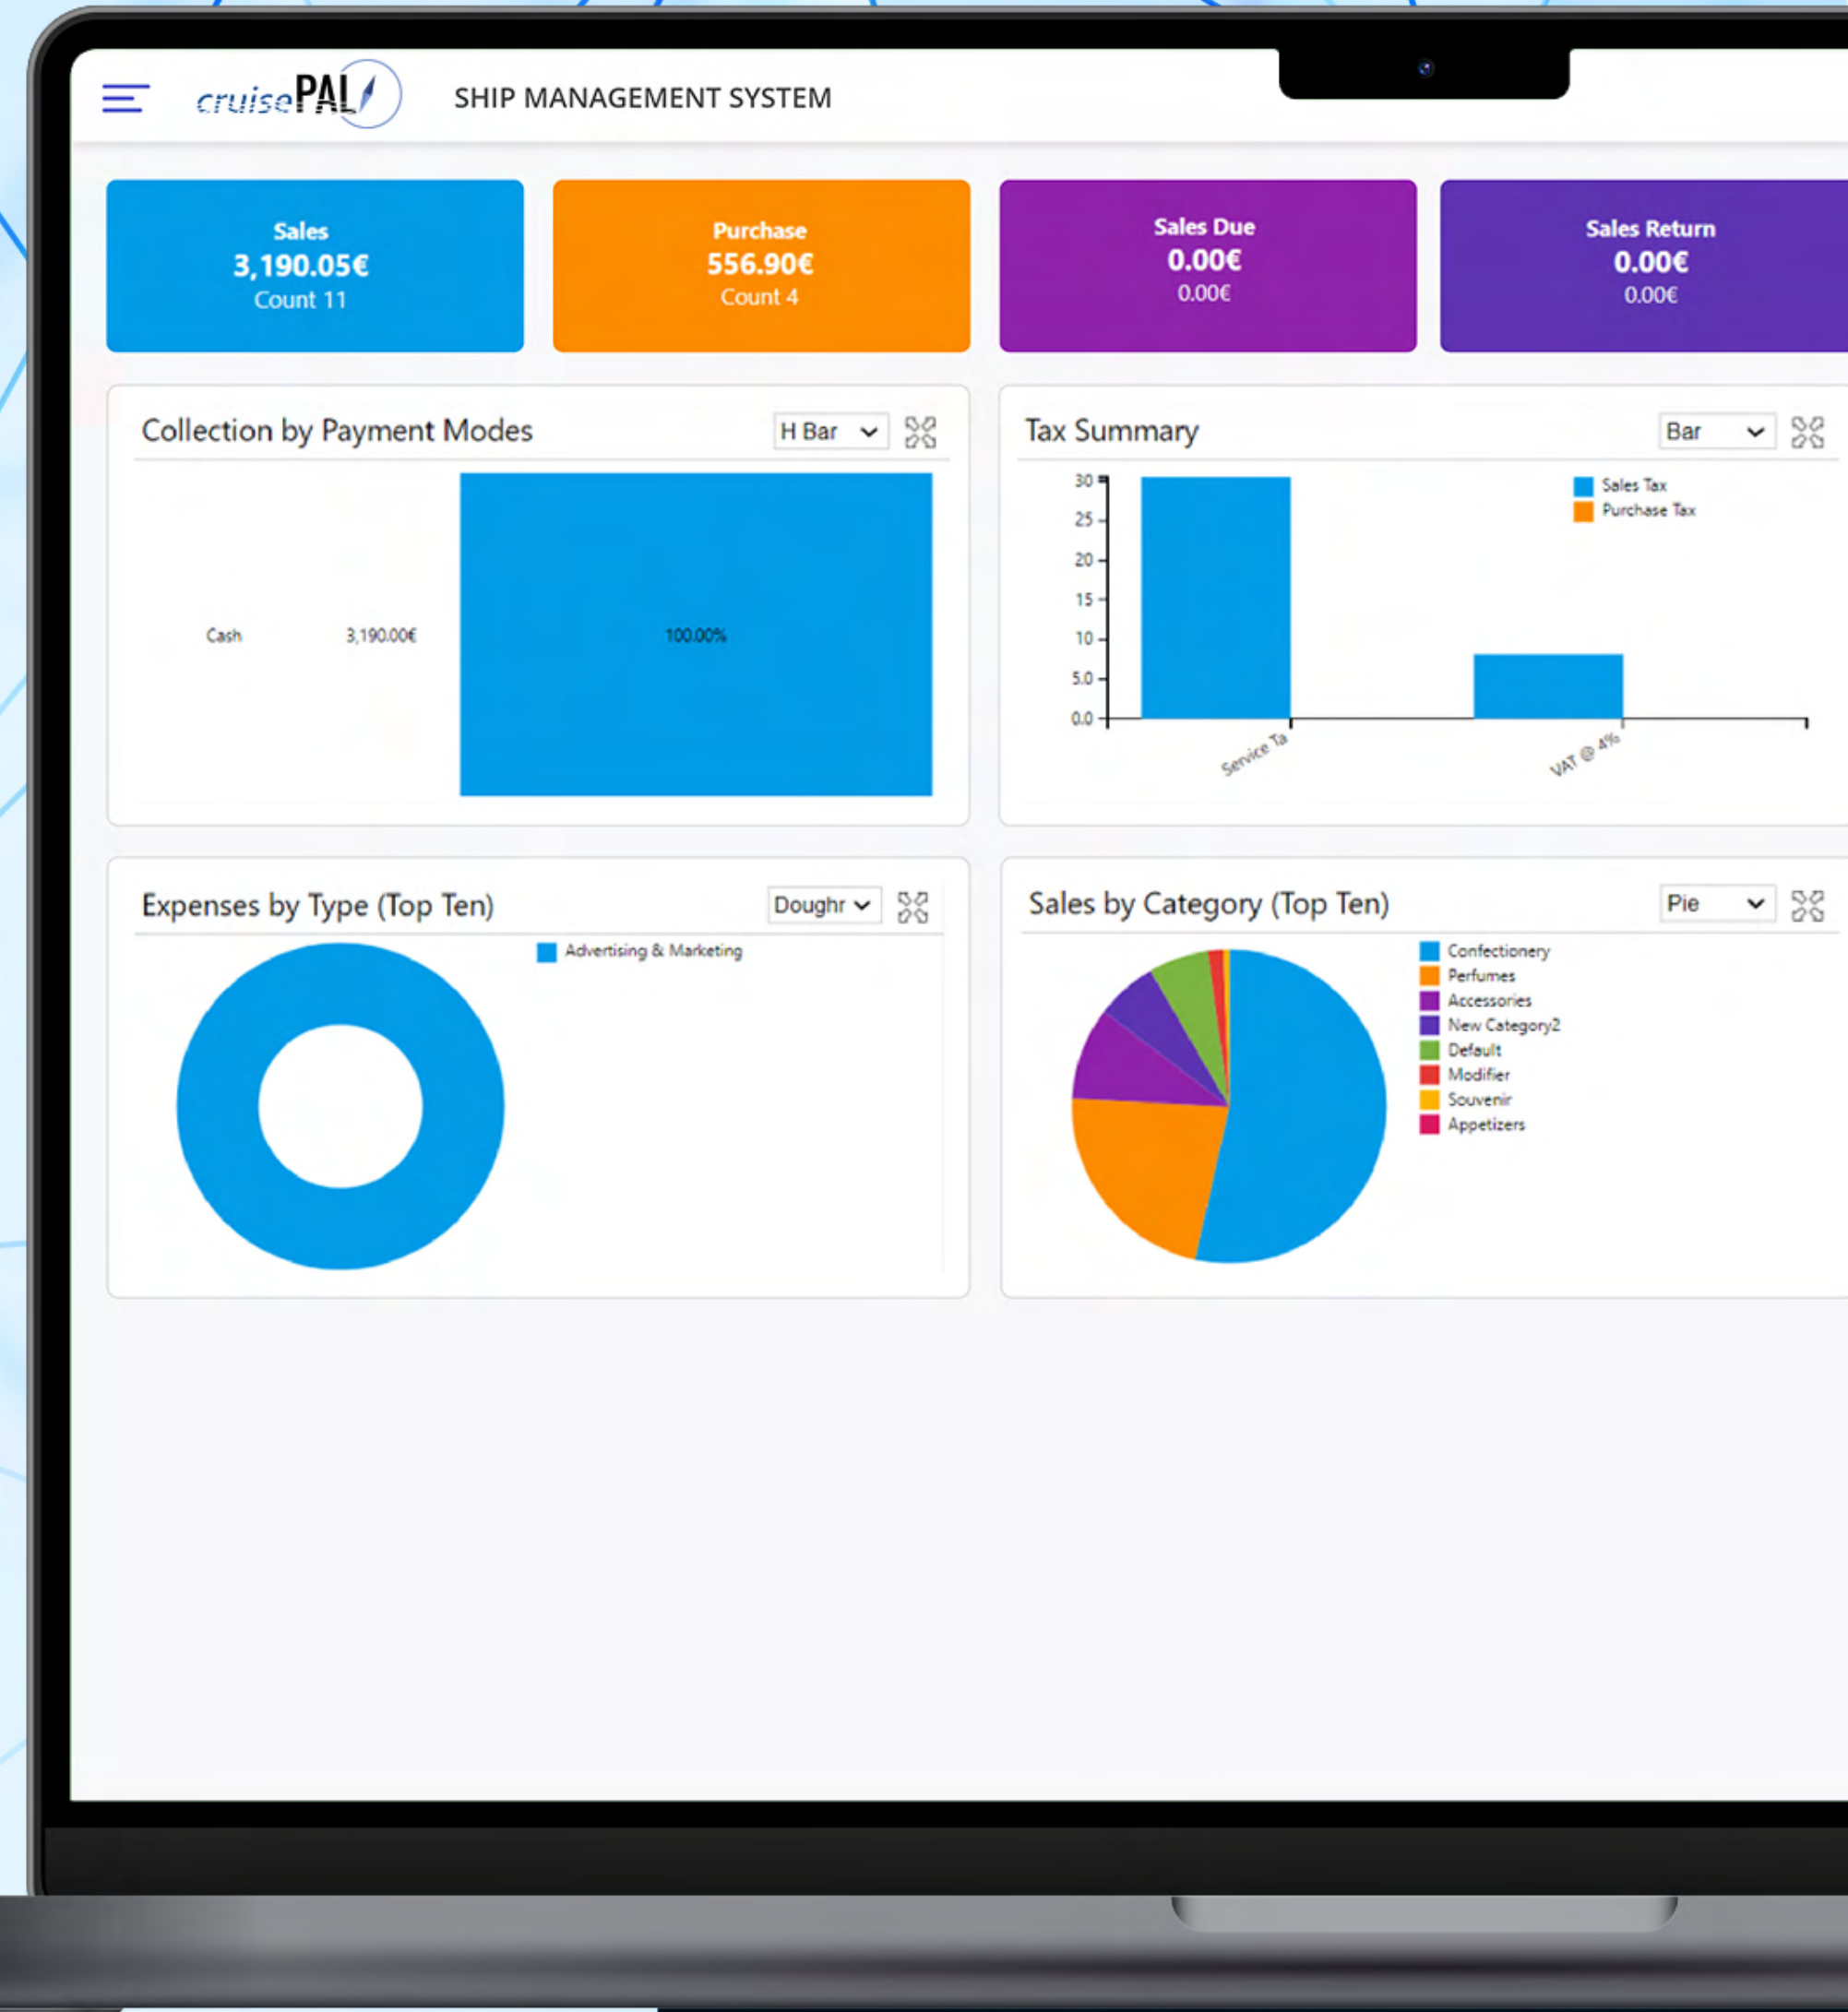 cruisePAL SHIP MANAGEMENT SYSTEM
Sales
3,190.05€
Count 11
Purchase
556.90€
Count 4
Sales Due
0.00€
0.00€
Sales Return
0.00€
0.00€
Collection by Payment Modes
H Bar
Cash 3,190.00€ 100.00%
Tax Summary
Bar
Sales Tax
Purchase Tax
30
25
20
15
10
5.0
0.0
Service Ta
VAT @ 4%
Expenses by Type (Top Ten)
Doughr
Advertising & Marketing
Sales by Category (Top Ten)
Pie
Confectionery
Perfumes
Accessories
New Category2
Default
Modifier
Souvenir
Appetizers